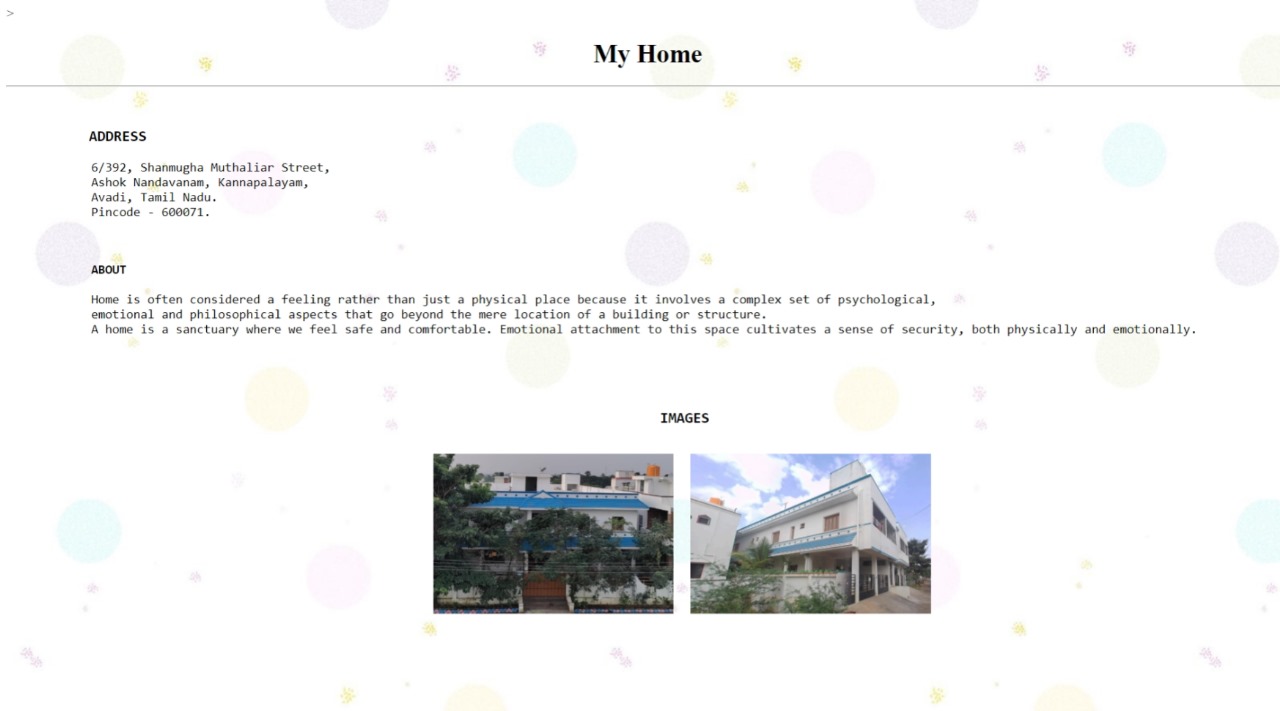 >
My Home
ADDRESS
6/392, Shanmugha Muthaliar Street,
Ashok Nandavanam, Kannapalayam,
Avadi, Tamil Nadu.
Pincode - 600071.
ABOUT
Home is often considered a feeling rather than just a physical place because it involves a complex set of psychological,
emotional and philosophical aspects that go beyond the mere location of a building or structure.
A home is a sanctuary where we feel safe and comfortable. Emotional attachment to this space cultivates a sense of security, both physically and emotionally.
IMAGES